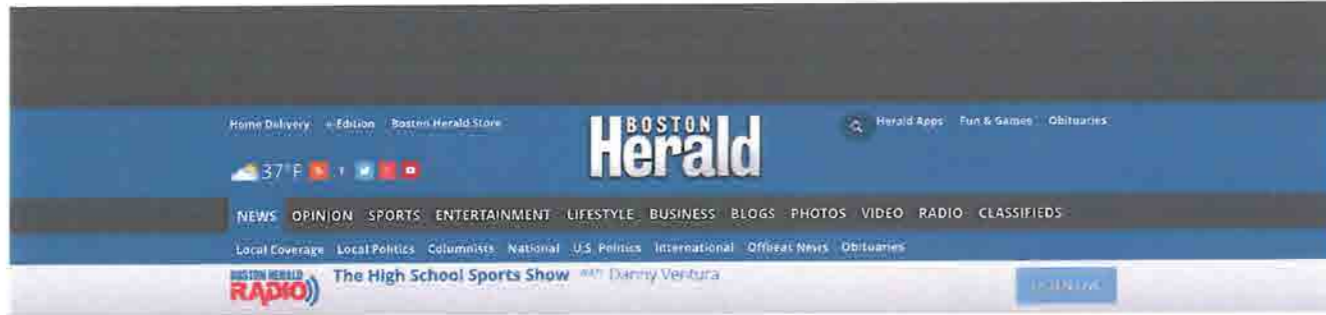 Home Delivery e-Edition Boston Herald Store
BOSTON
Herald
Herald Apps Fun & Games Obituaries
37°F
NEWS OPINION SPORTS ENTERTAINMENT LIFESTYLE BUSINESS BLOGS PHOTOS VIDEO RADIO CLASSIFIEDS
Local Coverage Local Politics Columnists National U.S. Politics International Offbeat News Obituaries
BOSTON HERALD
RADIO
The High School Sports Show with Danny Ventura
LISTEN LIVE